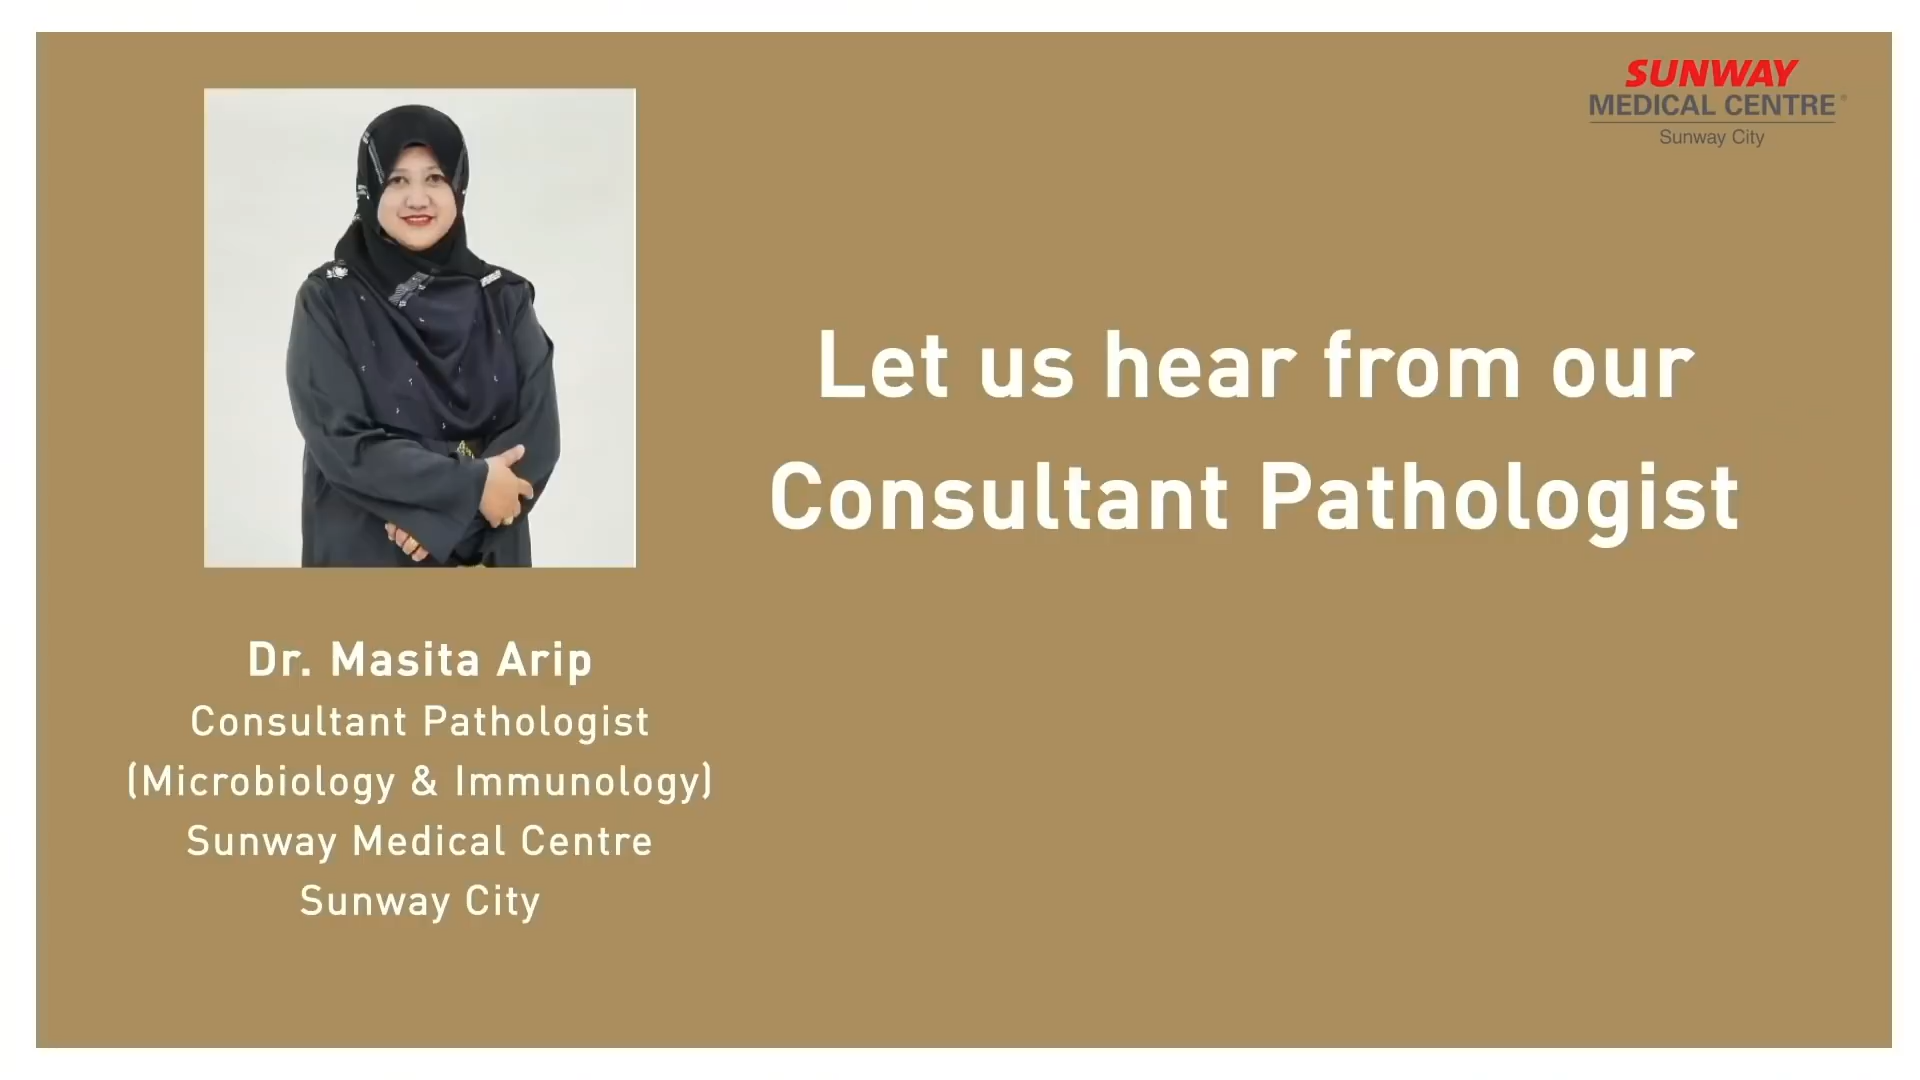 SUNWAY
MEDICAL CENTRE®
Sunway City
Let us hear from our
Consultant Pathologist
Dr. Masita Arip
Consultant Pathologist
(Microbiology & Immunology)
Sunway Medical Centre
Sunway City